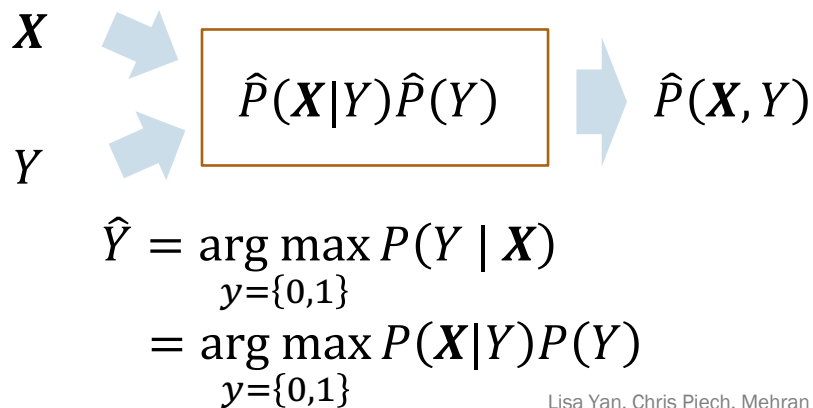 X
P̂(X|Y)P̂(Y)
P̂(X, Y)
Y
Ŷ = arg max P(Y | X)
y={0,1}
= arg max P(X|Y)P(Y)
y={0,1}
Lisa Yan, Chris Piech, Mehran